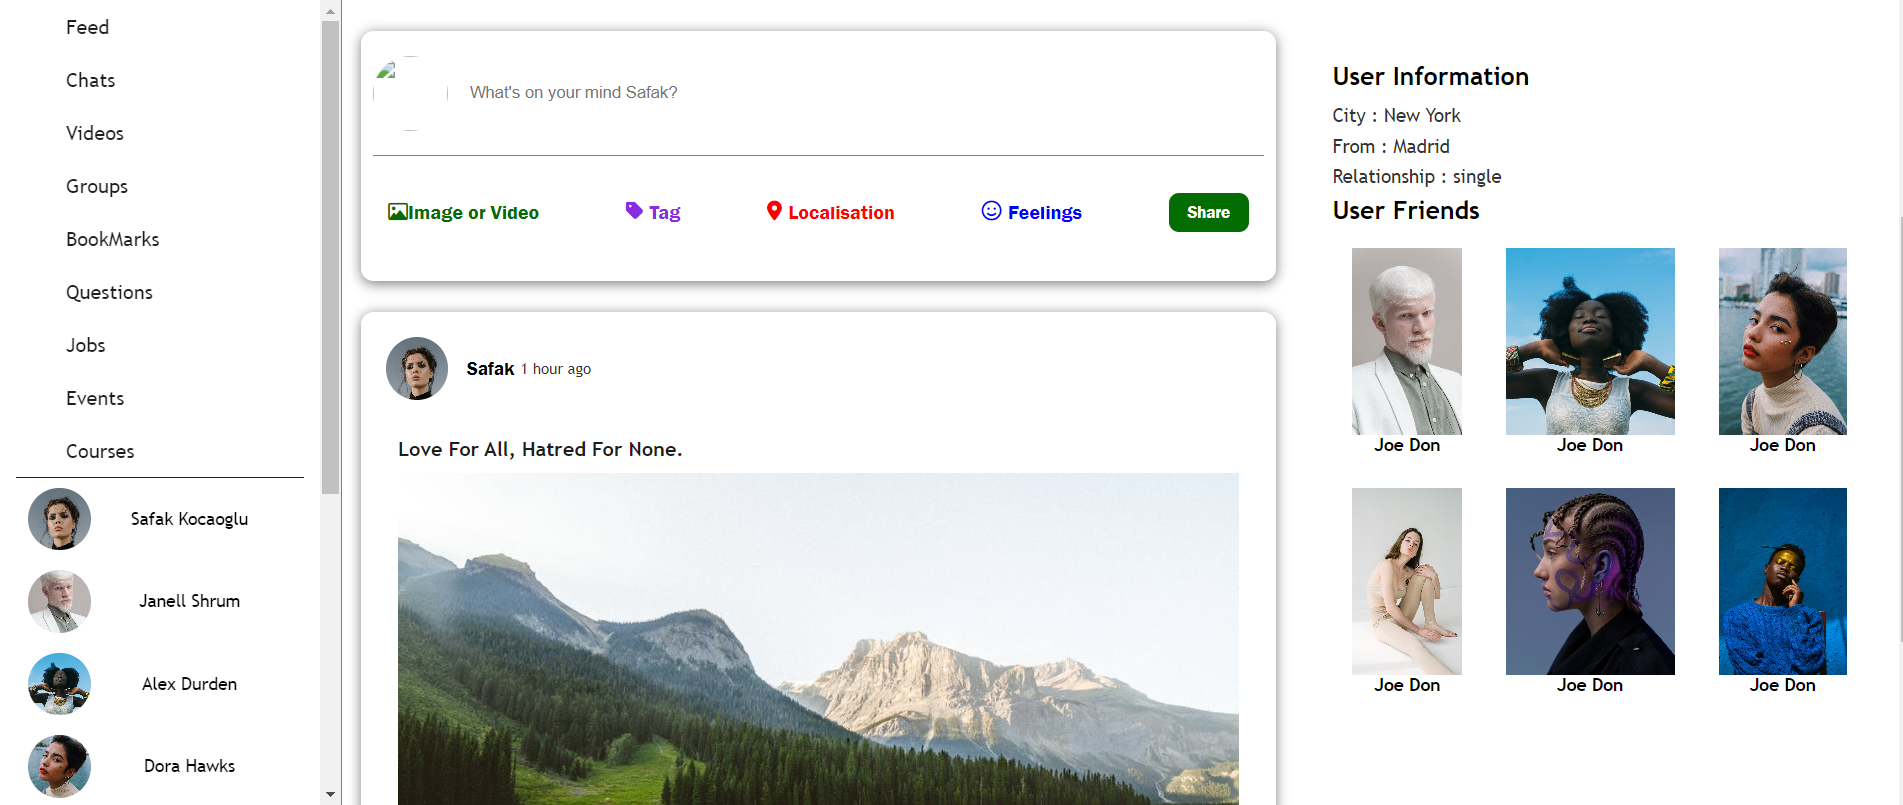 Feed
Chats
Videos
Groups
BookMarks
Questions
Jobs
Events
Courses
Safak Kocaoglu
Janell Shrum
Alex Durden
Dora Hawks
What's on your mind Safak?
Image or Video
Tag
Localisation
Feelings
Share
Safak 1 hour ago
Love For All, Hatred For None.
User Information
City : New York
From : Madrid
Relationship : single
User Friends
Joe Don
Joe Don
Joe Don
Joe Don
Joe Don
Joe Don